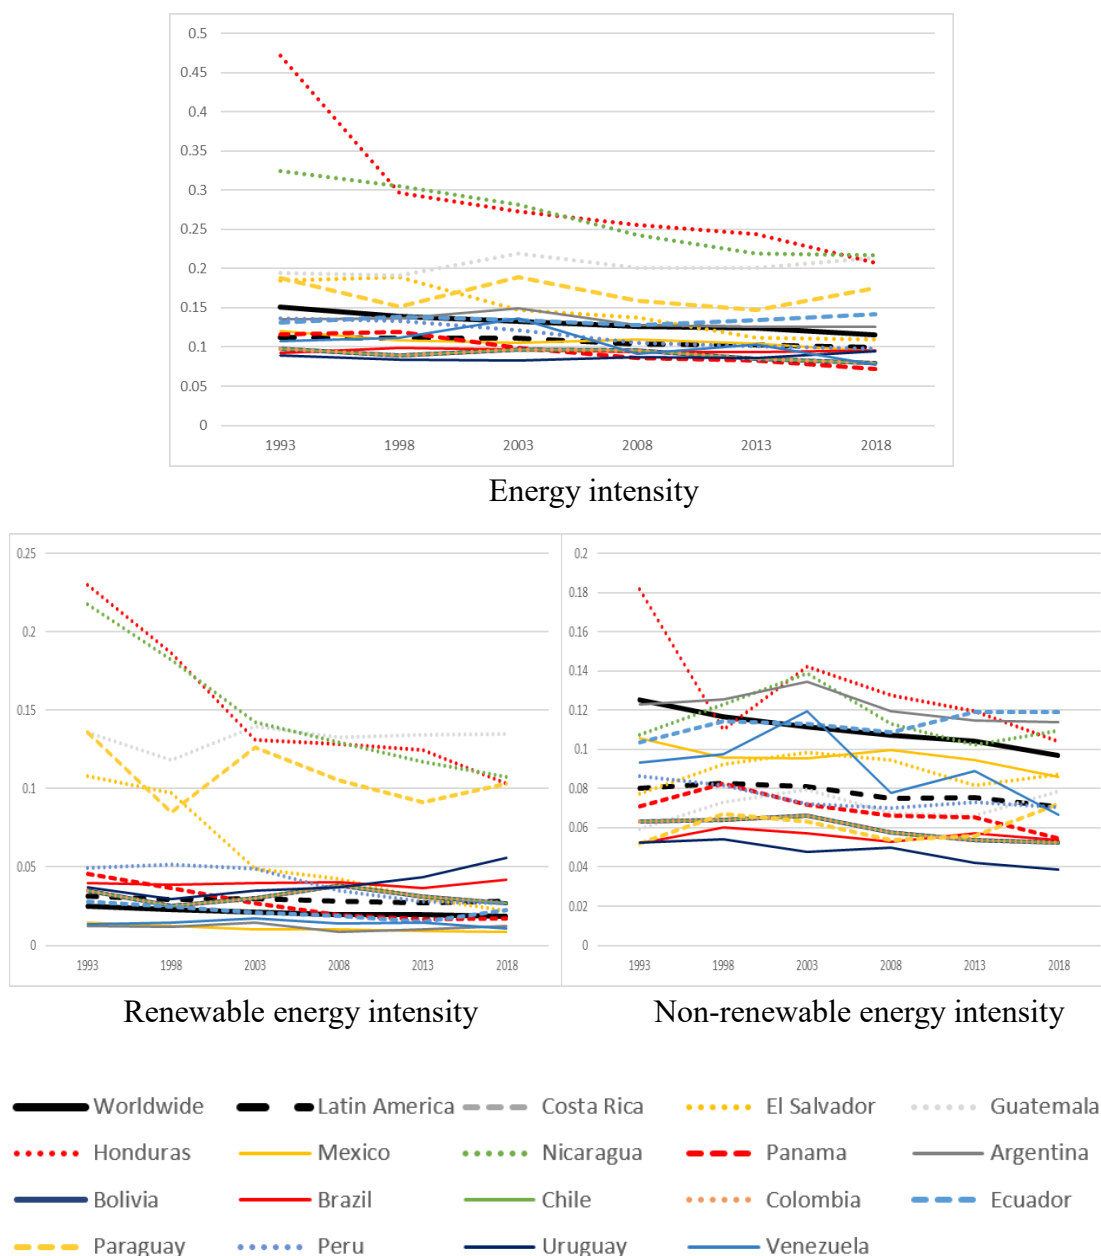 0.5
0.45
0.4
0.35
0.3
0.25
0.2
0.15
0.1
0.05
0
1993 1998 2003 2008 2013 2018
Energy intensity
0.25
0.2
0.15
0.1
0.05
0
1993 1998 2003 2008 2013 2018
Renewable energy intensity
0.2
0.18
0.16
0.14
0.12
0.1
0.08
0.06
0.04
0.02
0
1993 1998 2003 2008 2013 2018
Non-renewable energy intensity
Worldwide Latin America Costa Rica El Salvador Guatemala
Honduras Mexico Nicaragua Panama Argentina
Bolivia Brazil Chile Colombia Ecuador
Paraguay Peru Uruguay Venezuela